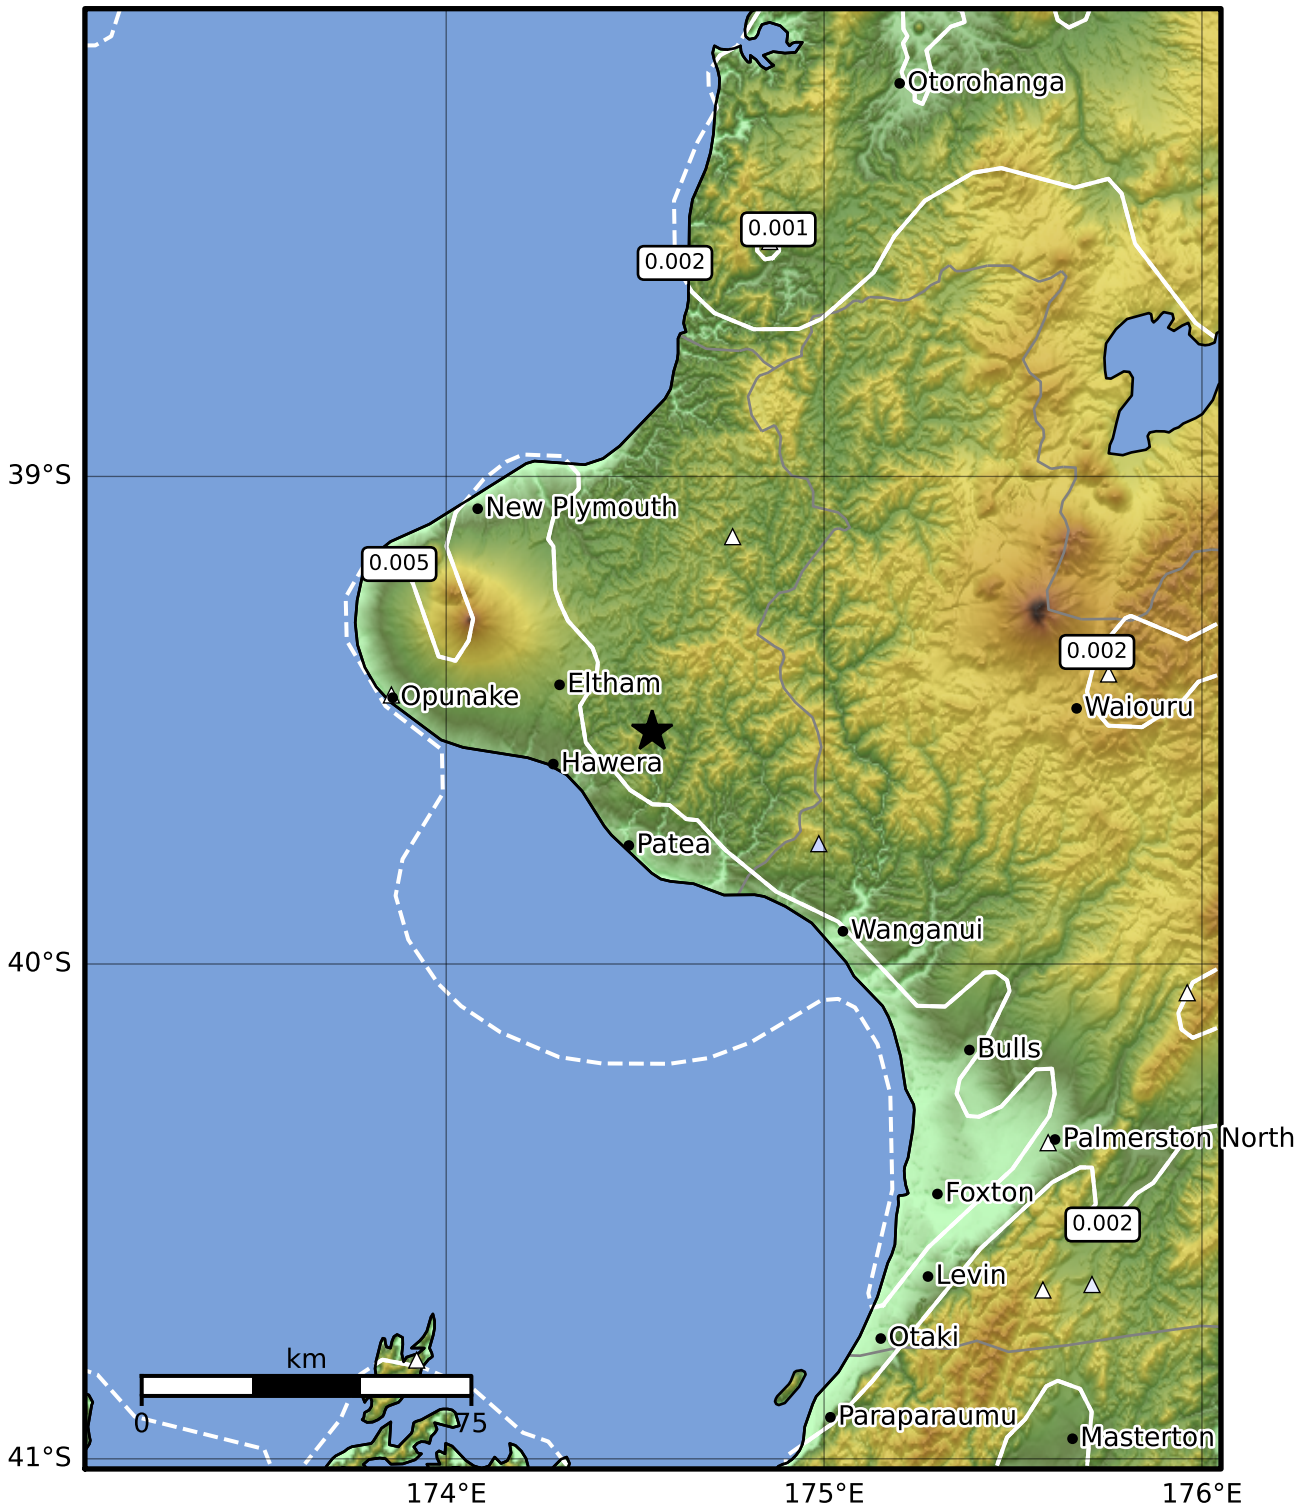 Otorohanga
0.001
0.002
39°S
New Plymouth
0.005
0.002
Eltham
Opunake
Waiouru
Hawera
Patea
Wanganui
40°S
Bulls
Palmerston North
Foxton
0.002
Levin
Otaki
km
0
75
Paraparaumu
Masterton
41°S
174°E
175°E
176°E